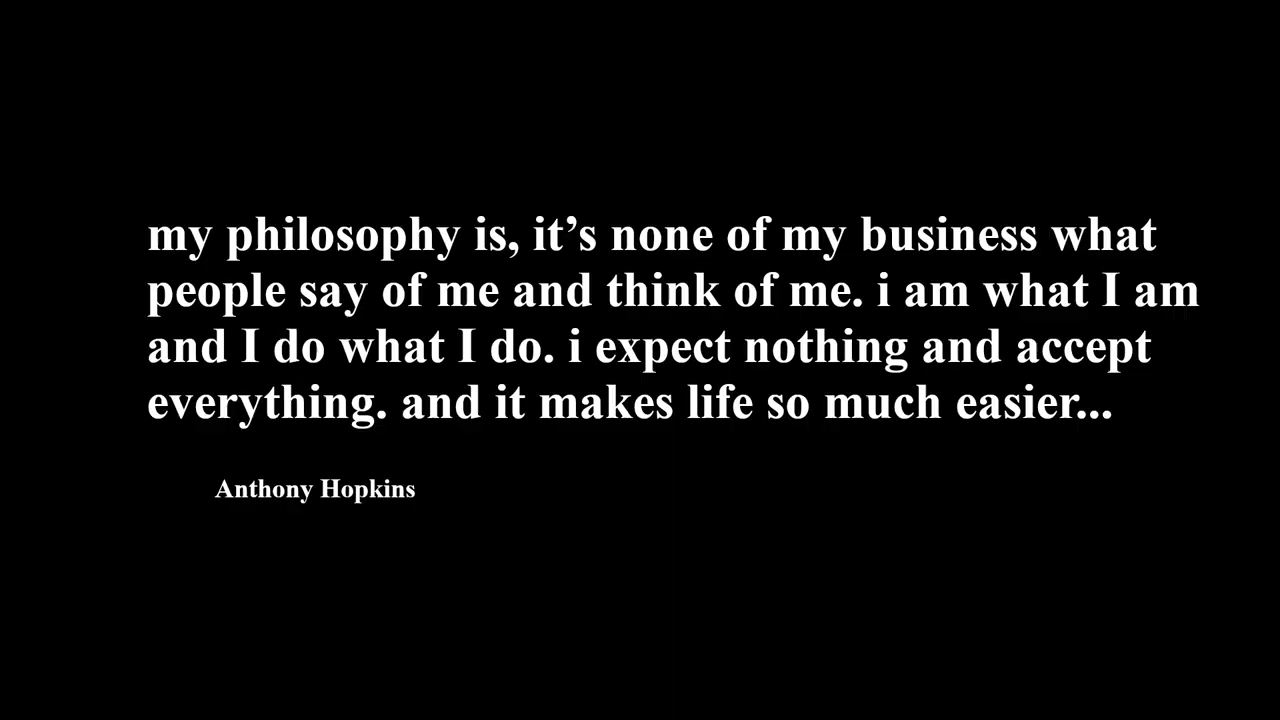 my philosophy is, it’s none of my business what
people say of me and think of me. i am what I am
and I do what I do. i expect nothing and accept
everything. and it makes life so much easier...
Anthony Hopkins